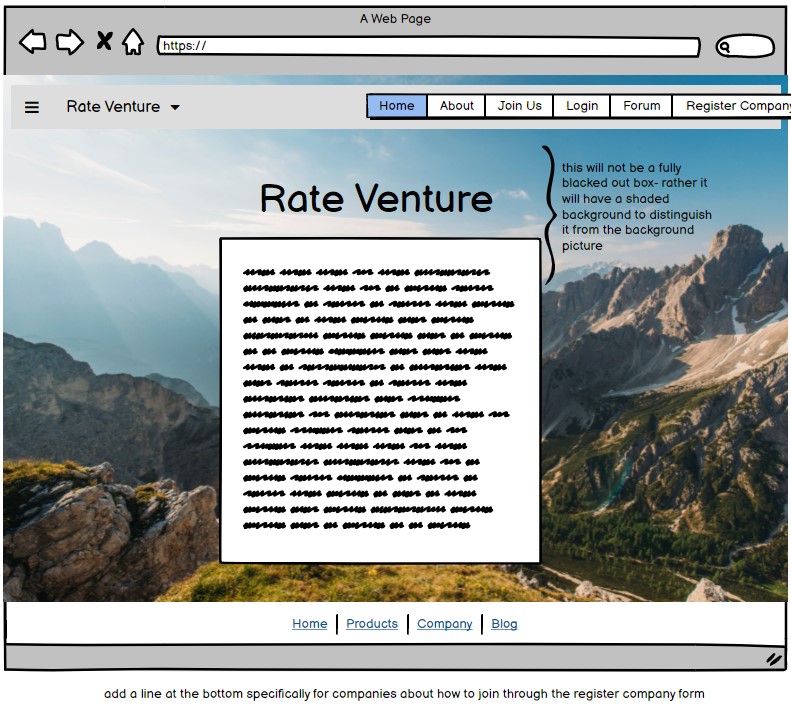 A Web Page
https://
Rate Venture
Home About Join Us Login Forum Register Company
this will not be a fully
blacked out box- rather it
will have a shaded
background to distinguish
it from the background
picture
Rate Venture
Home Products Company Blog
add a line at the bottom specifically for companies about how to join through the register company form